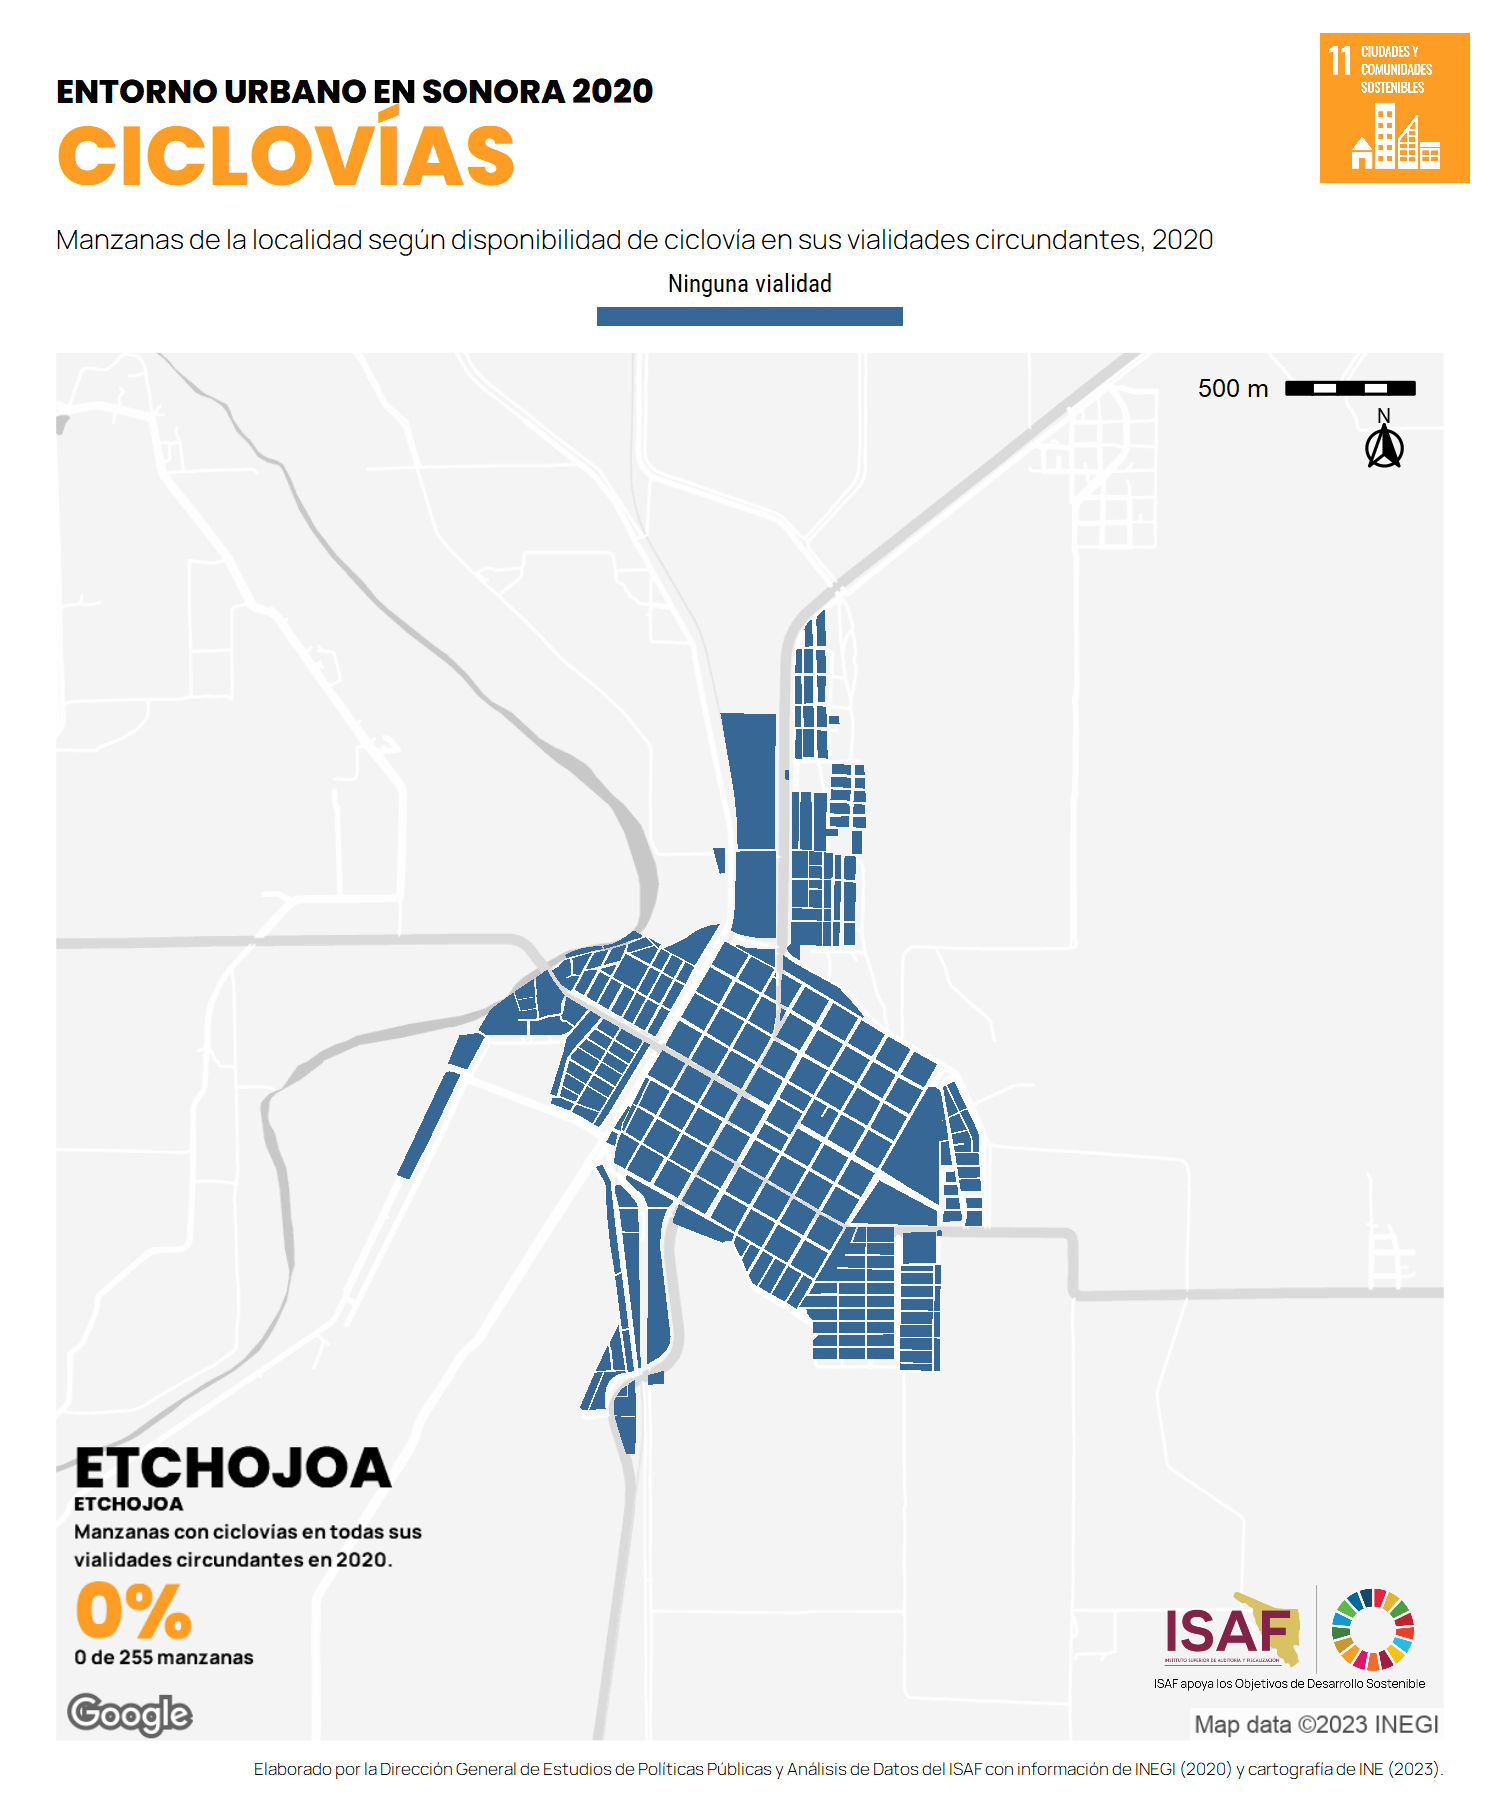 11 CIUDADES Y
COMUNIDADES
SOSTENIBLES
ENTORNO URBANO EN SONORA 2020
CICLOVÍAS
Manzanas de la localidad según disponibilidad de ciclovía en sus vialidades circundantes, 2020
Ninguna vialidad
500 m
N
ETCHOJOA
ETCHOJOA
Manzanas con ciclovias en todas sus
vialidades circundantes en 2020.
0%
0 de 255 manzanas
Google
ISAF
INSTITUTO SUPERIOR DE AUDITORÍA Y FISCALIZACIÓN
ISAF apoya los Objetivos de Desarrollo Sostenible
Map data ©2023 INEGI
Elaborado por la Dirección General de Estudios de Políticas Públicas y Análisis de Datos del ISAF con información de INEGI (2020) y cartografía de INE (2023).